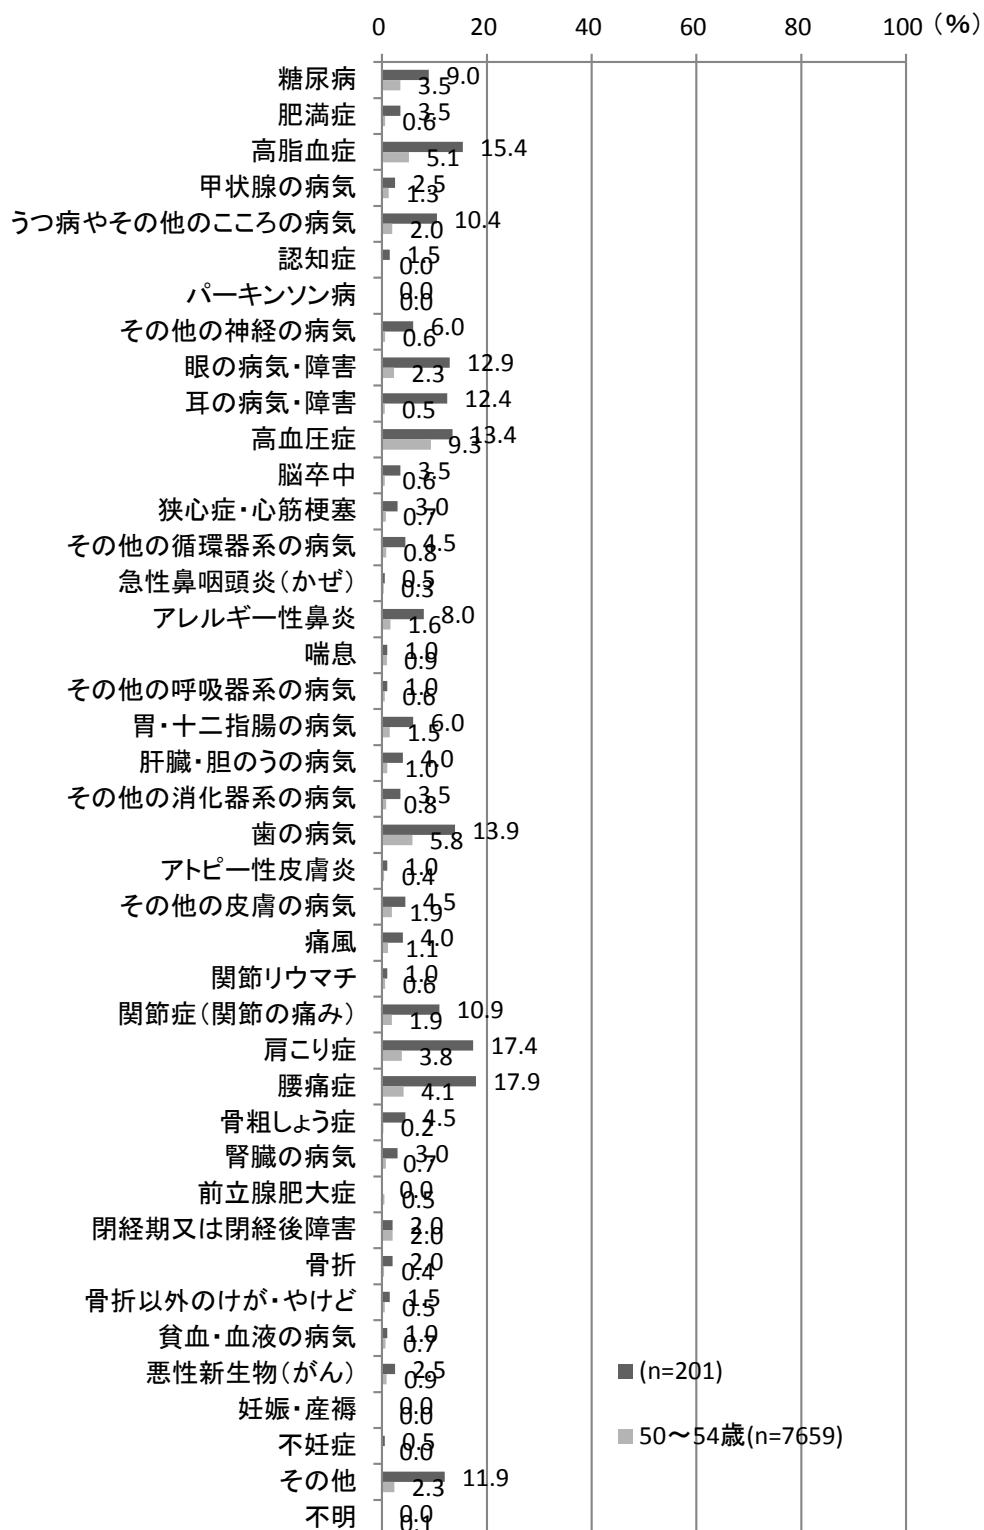 0 20 40 60 80 100 (%)
糖尿病 9.0 3.5
肥満症 3.5 0.6
高脂血症 15.4 5.1
甲状腺の病気 2.5 1.3
うつ病やその他のこころの病気 10.4 2.0
認知症 1.5 0.0
パーキンソン病 0.0 0.0
その他の神経の病気 6.0 0.6
眼の病気・障害 12.9 2.3
耳の病気・障害 12.4 0.5
高血圧症 13.4 9.3
脳卒中 3.5 0.6
狭心症・心筋梗塞 3.0 0.7
その他の循環器系の病気 4.5 0.8
急性鼻咽頭炎(かぜ) 0.5 0.3
アレルギー性鼻炎 8.0 1.6
喘息 1.0 0.9
その他の呼吸器系の病気 1.0 0.6
胃・十二指腸の病気 6.0 1.5
肝臓・胆のうの病気 4.0 1.0
その他の消化器系の病気 3.5 0.8
歯の病気 13.9 5.8
アトピー性皮膚炎 1.0 0.4
その他の皮膚の病気 4.5 1.9
痛風 4.0 1.1
関節リウマチ 1.0 0.6
関節症(関節の痛み) 10.9 1.9
肩こり症 17.4 3.8
腰痛症 17.9 4.1
骨粗しょう症 4.5 0.2
腎臓の病気 3.0 0.7
前立腺肥大症 0.0 0.5
閉経期又は閉経後障害 2.0 2.0
骨折 2.0 0.4
骨折以外のけが・やけど 1.5 0.5
貧血・血液の病気 1.0 0.7
悪性新生物(がん) 2.5 0.9
妊娠・産褥 0.0 0.0
不妊症 0.5 0.0
その他 11.9 2.3
不明 0.0 0.1
(n=201)
50～54歳(n=7659)